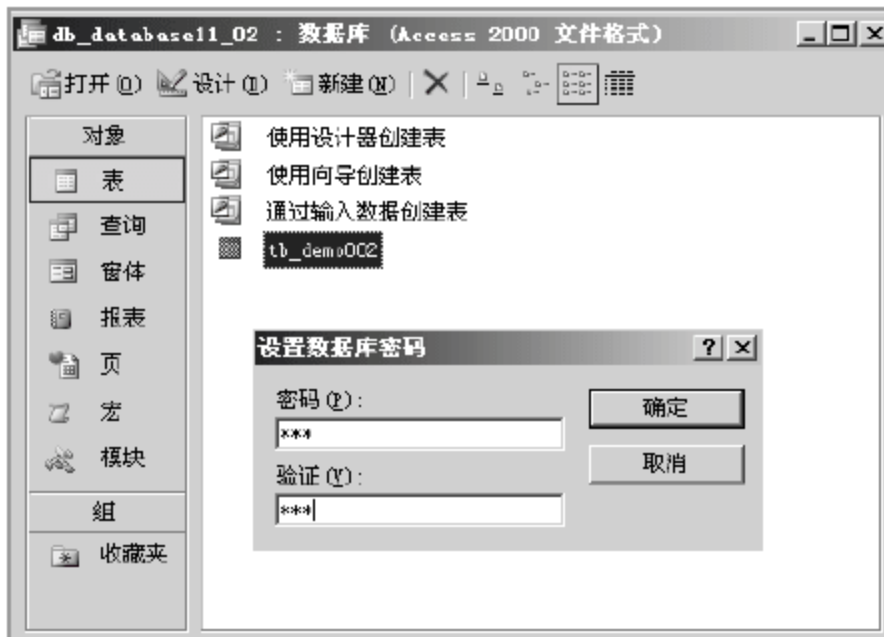 db_database11_02 : 数据库 (Access 2000 文件格式)
打开(O) 设计(D) 新建(N)
对象
表
查询
窗体
报表
页
宏
模块
组
收藏夹
使用设计器创建表
使用向导创建表
通过输入数据创建表
tb_demo002
设置数据库密码
密码(P):
***
验证(V):
***
确定
取消